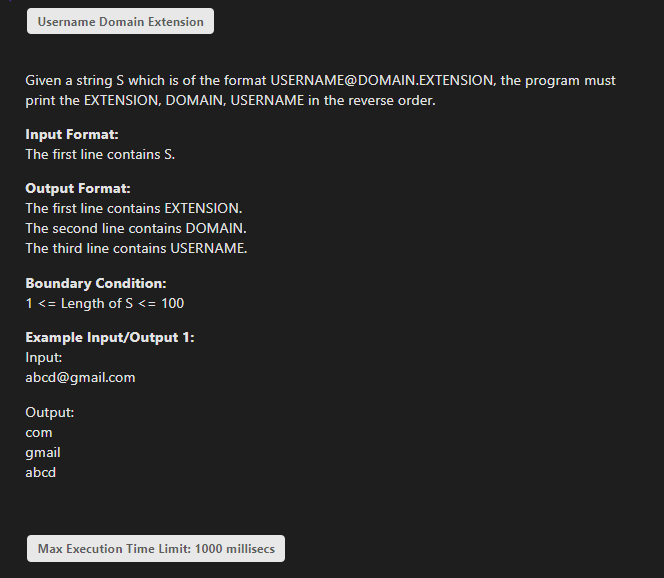 Username Domain Extension
Given a string S which is of the format USERNAME@DOMAIN.EXTENSION, the program must
print the EXTENSION, DOMAIN, USERNAME in the reverse order.
Input Format:
The first line contains S.
Output Format:
The first line contains EXTENSION.
The second line contains DOMAIN.
The third line contains USERNAME.
Boundary Condition:
1 <= Length of S <= 100
Example Input/Output 1:
Input:
abcd@gmail.com
Output:
com
gmail
abcd
Max Execution Time Limit: 1000 millisecs